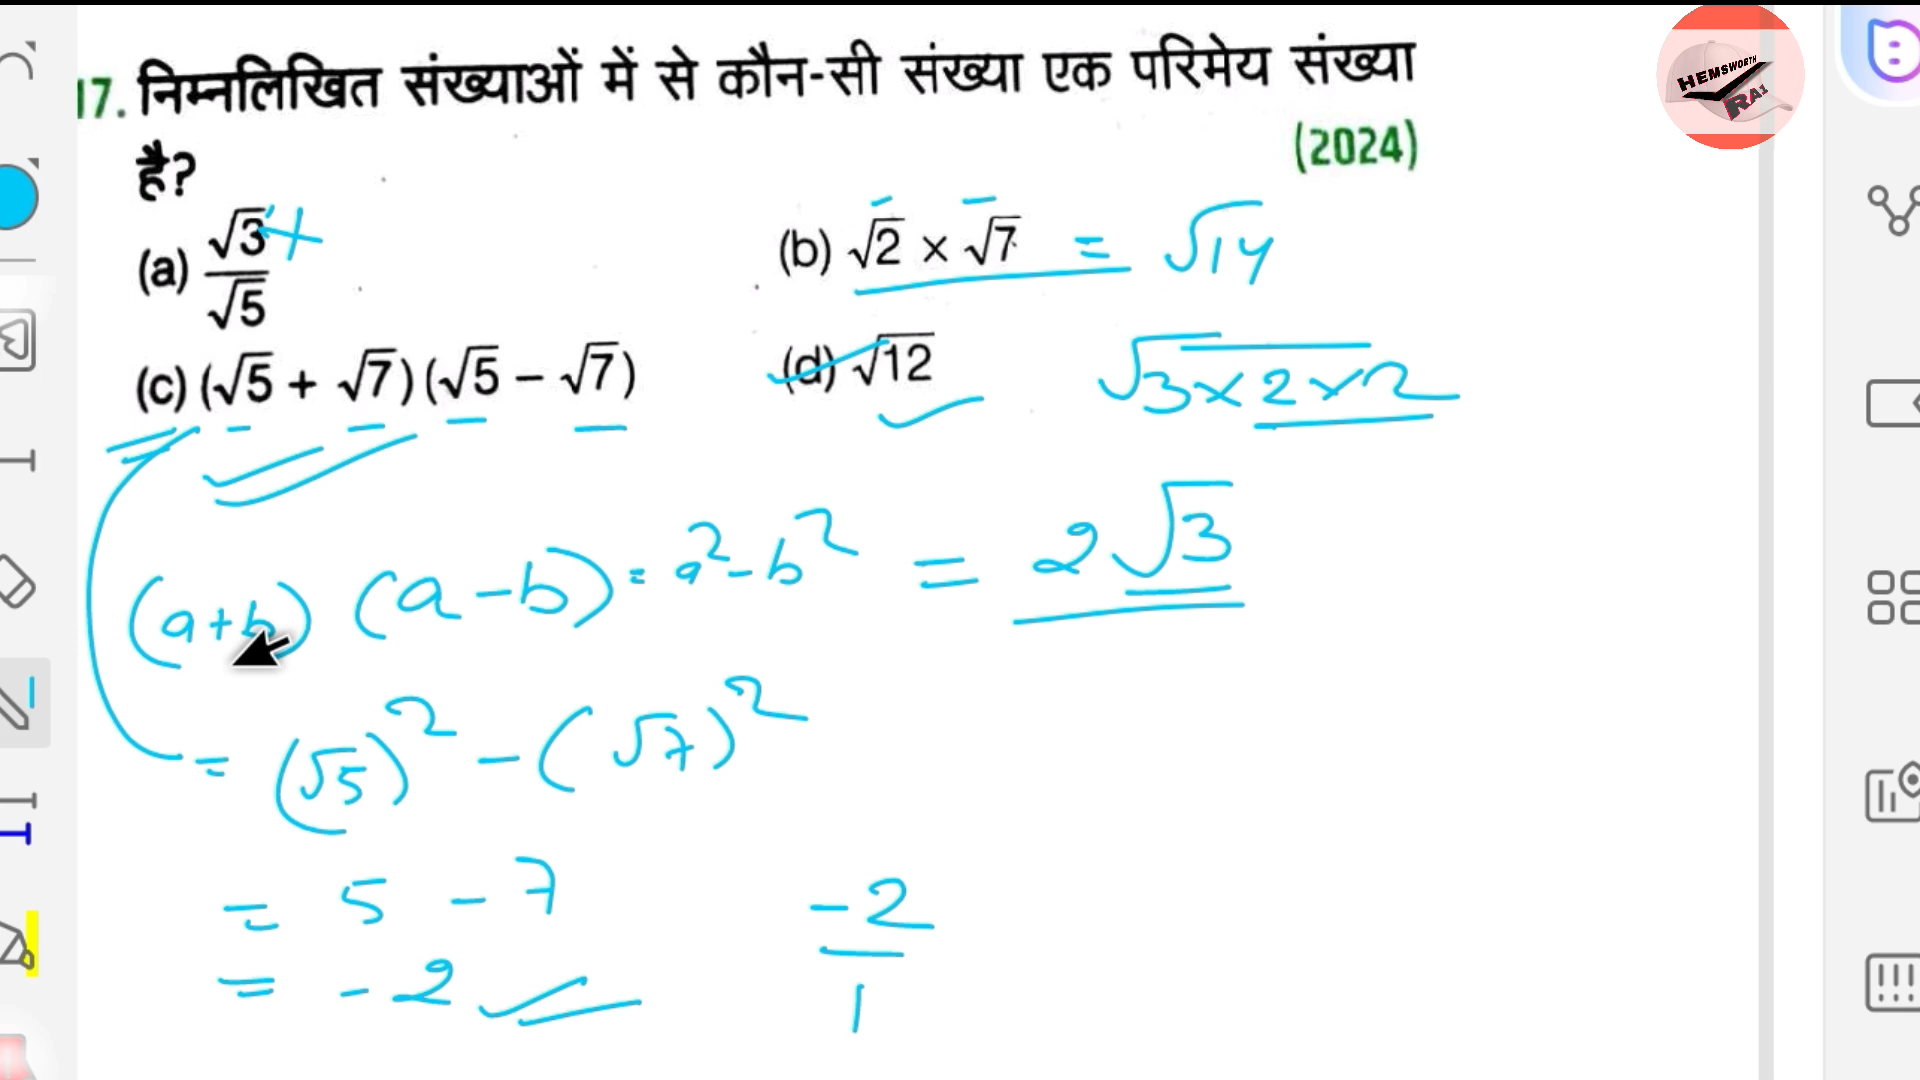 17. निम्नलिखित संख्याओं में से कौन-सी संख्या एक परिमेय संख्या
है? (2024)
(a) √3/√5 (b) √2 × √7 = √14
(c) (√5 + √7)(√5 − √7) (d) √12 √3×2×2
(a+b) (a−b) = a²−b² = 2√3
= (√5)² − (√7)²
= 5 − 7 −2/1
= −2
HEMSWORTH
RA1